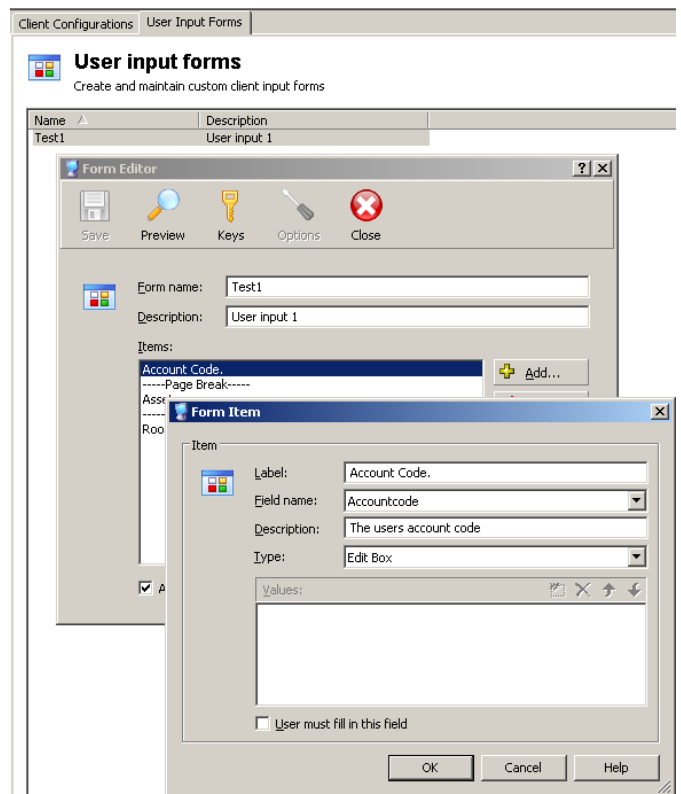 Client Configurations User Input Forms
User input forms
Create and maintain custom client input forms
Name Description
Test1 User input 1
Form Editor
Save Preview Keys Options Close
Form name: Test1
Description: User input 1
Items:
Account Code.
-----Page Break-----
Add...
Form Item
Item
Label: Account Code.
Field name: Accountcode
Description: The users account code
Type: Edit Box
Values:
User must fill in this field
OK Cancel Help